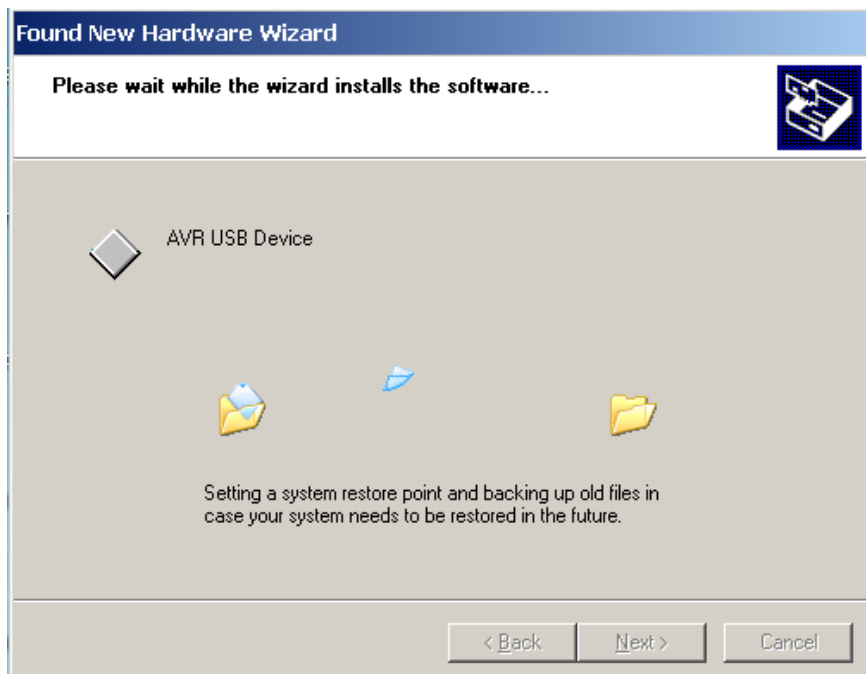 Found New Hardware Wizard
Please wait while the wizard installs the software...
AVR USB Device
Setting a system restore point and backing up old files in
case your system needs to be restored in the future.
< Back
Next >
Cancel